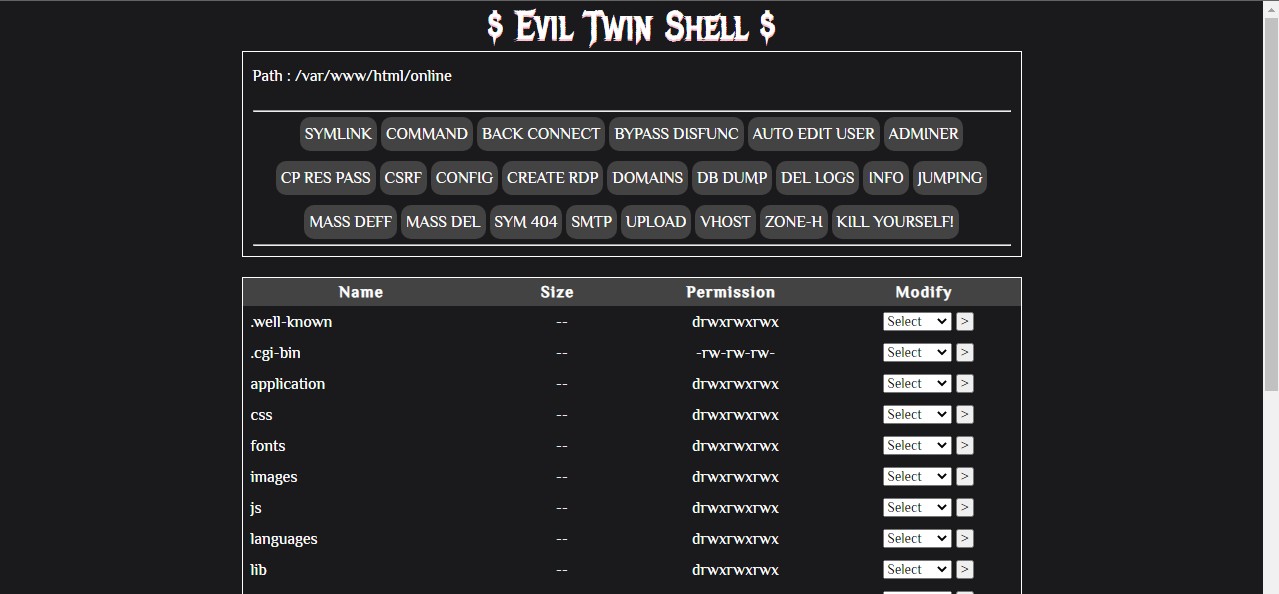 $ Evil Twin Shell $
Path : /var/www/html/online
SYMLINK COMMAND BACK CONNECT BYPASS DISFUNC AUTO EDIT USER ADMINER
CP RES PASS CSRF CONFIG CREATE RDP DOMAINS DB DUMP DEL LOGS INFO JUMPING
MASS DEFF MASS DEL SYM 404 SMTP UPLOAD VHOST ZONE-H KILL YOURSELF!
Name Size Permission Modify
.well-known -- drwxrwxrwx Select >
.cgi-bin -- -rw-rw-rw- Select >
application -- drwxrwxrwx Select >
css -- drwxrwxrwx Select >
fonts -- drwxrwxrwx Select >
images -- drwxrwxrwx Select >
js -- drwxrwxrwx Select >
languages -- drwxrwxrwx Select >
lib -- drwxrwxrwx Select >